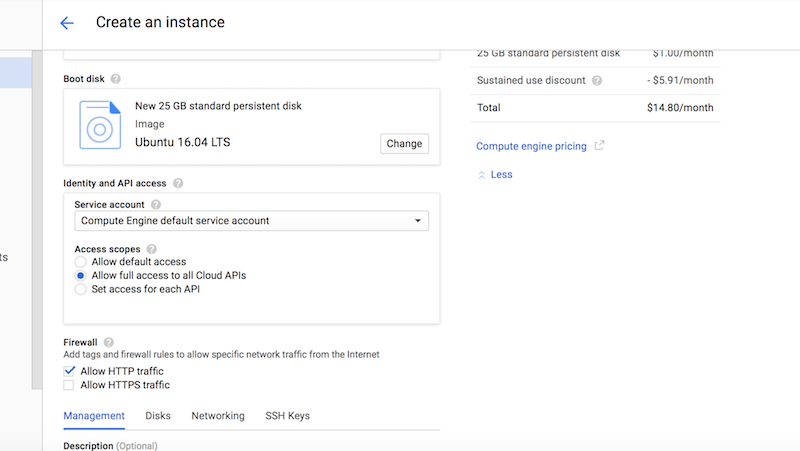 Create an instance
25 GB standard persistent disk $1.00/month
Boot disk
Sustained use discount - $5.91/month
New 25 GB standard persistent disk
Image
Ubuntu 16.04 LTS
Change
Total $14.80/month
Compute engine pricing
Less
Identity and API access
Service account
Compute Engine default service account
Access scopes
Allow default access
Allow full access to all Cloud APIs
Set access for each API
ts
Firewall
Add tags and firewall rules to allow specific network traffic from the Internet
Allow HTTP traffic
Allow HTTPS traffic
Management Disks Networking SSH Keys
Description (Optional)